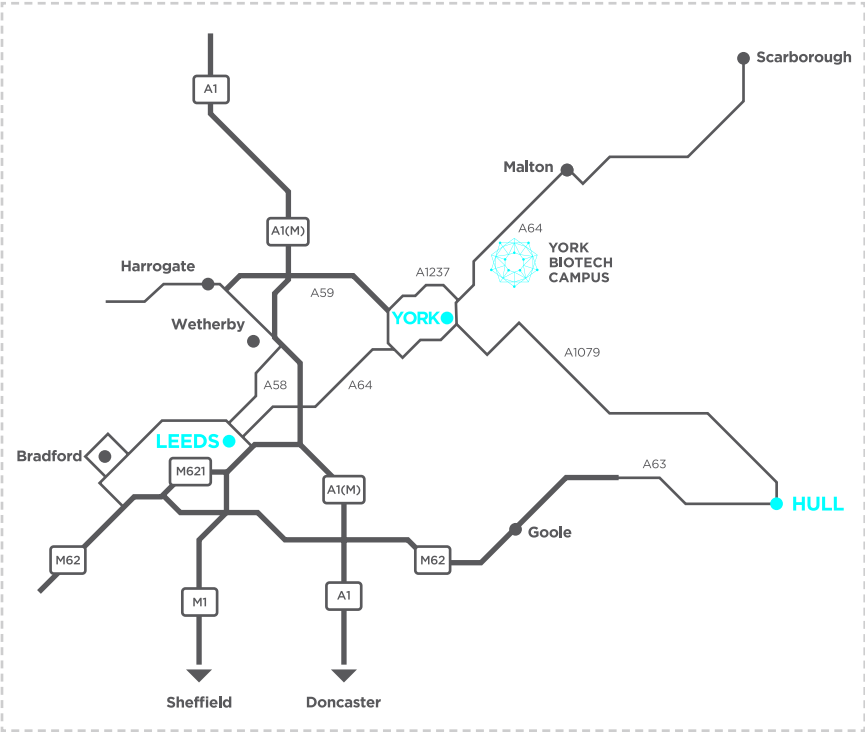 Scarborough
A1
Malton
A1(M)
A64
YORK
BIOTECH
CAMPUS
Harrogate
A1237
A59
Wetherby
YORK
A1079
A58
A64
LEEDS
Bradford
M621
A63
A1(M)
HULL
Goole
M62
M62
M1
A1
Sheffield
Doncaster